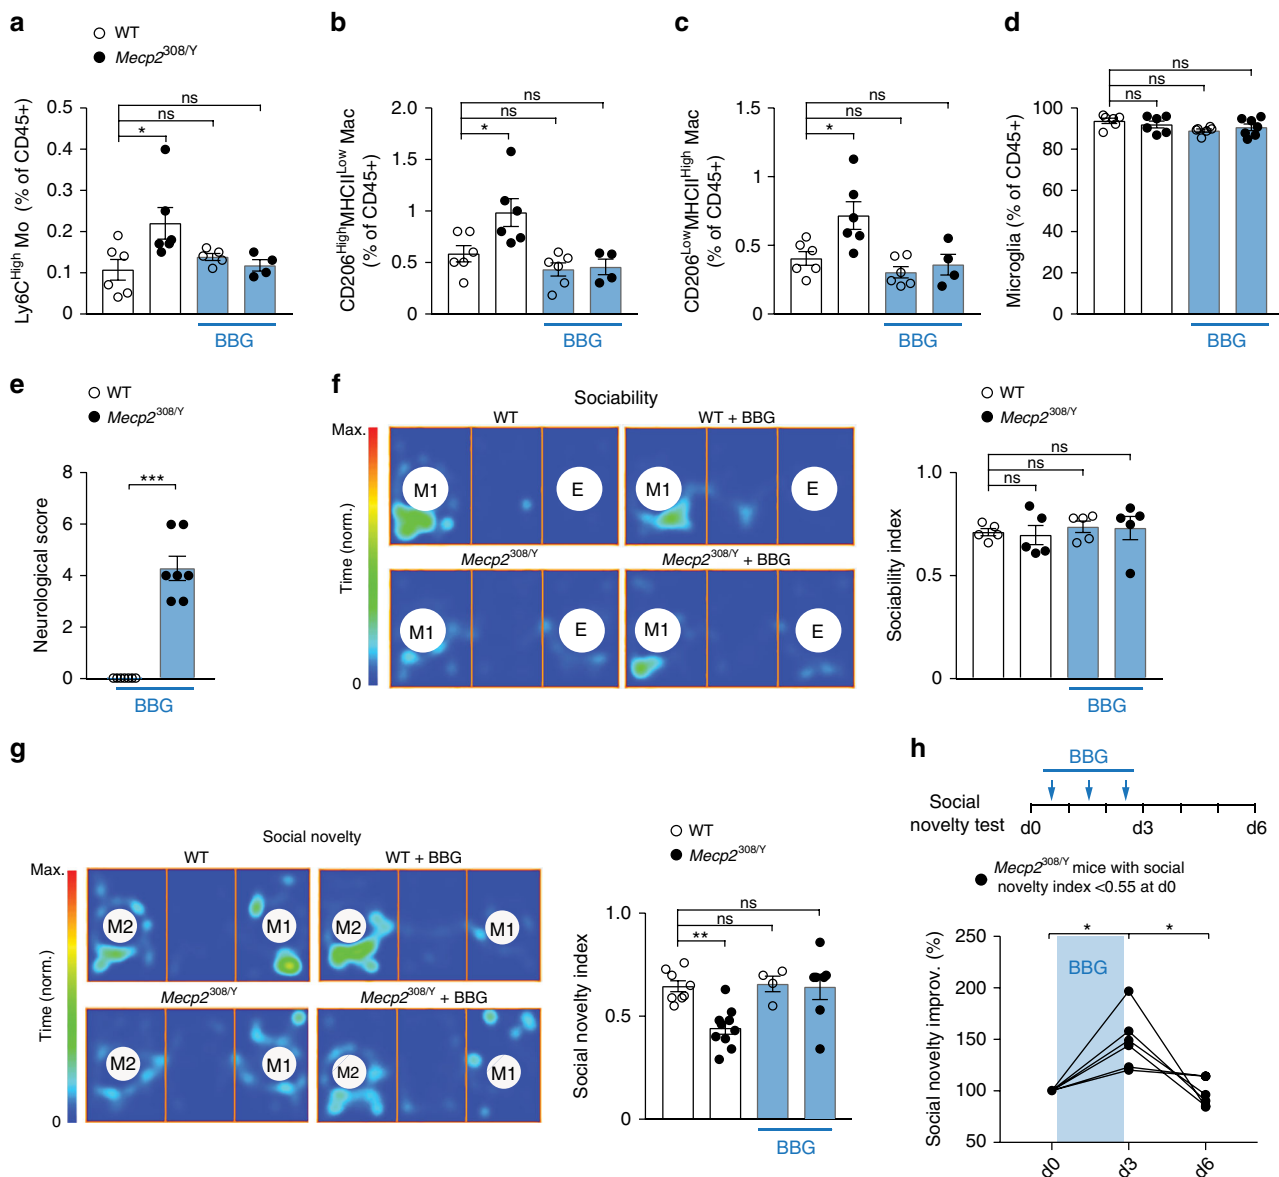 a
WT
Mecp2308/Y
Ly6CHigh Mo (% of CD45+)
0.5
0.4
0.3
0.2
0.1
0
ns
ns
*
BBG
b
CD206HighMHCIILow Mac
(% of CD45+)
2.0
1.5
1
0.5
0
ns
ns
*
BBG
c
CD206LowMHCIIHigh Mac
(% of CD45+)
1.5
1
0.5
0
ns
ns
*
BBG
d
Microglia (% of CD45+)
100
80
60
40
20
0
ns
ns
ns
BBG
e
WT
Mecp2308/Y
Neurological score
8
6
4
2
0
***
BBG
f
Sociability
WT
WT + BBG
Max.
Time (norm.)
0
M1
E
M1
E
Mecp2308/Y
Mecp2308/Y + BBG
M1
E
M1
E
WT
Mecp2308/Y
Sociability index
1.0
0.5
0
ns
ns
ns
BBG
g
Social novelty
WT
WT + BBG
Max.
Time (norm.)
0
M2
M1
M2
M1
Mecp2308/Y
Mecp2308/Y + BBG
M2
M1
M2
M1
WT
Mecp2308/Y
Social novelty index
1.0
0.5
0
ns
ns
**
BBG
h
BBG
Social
novelty test
d0
d3
d6
Mecp2308/Y mice with social
novelty index <0.55 at d0
Social novelty improv. (%)
250
200
150
100
50
*
*
BBG
d0
d3
d6